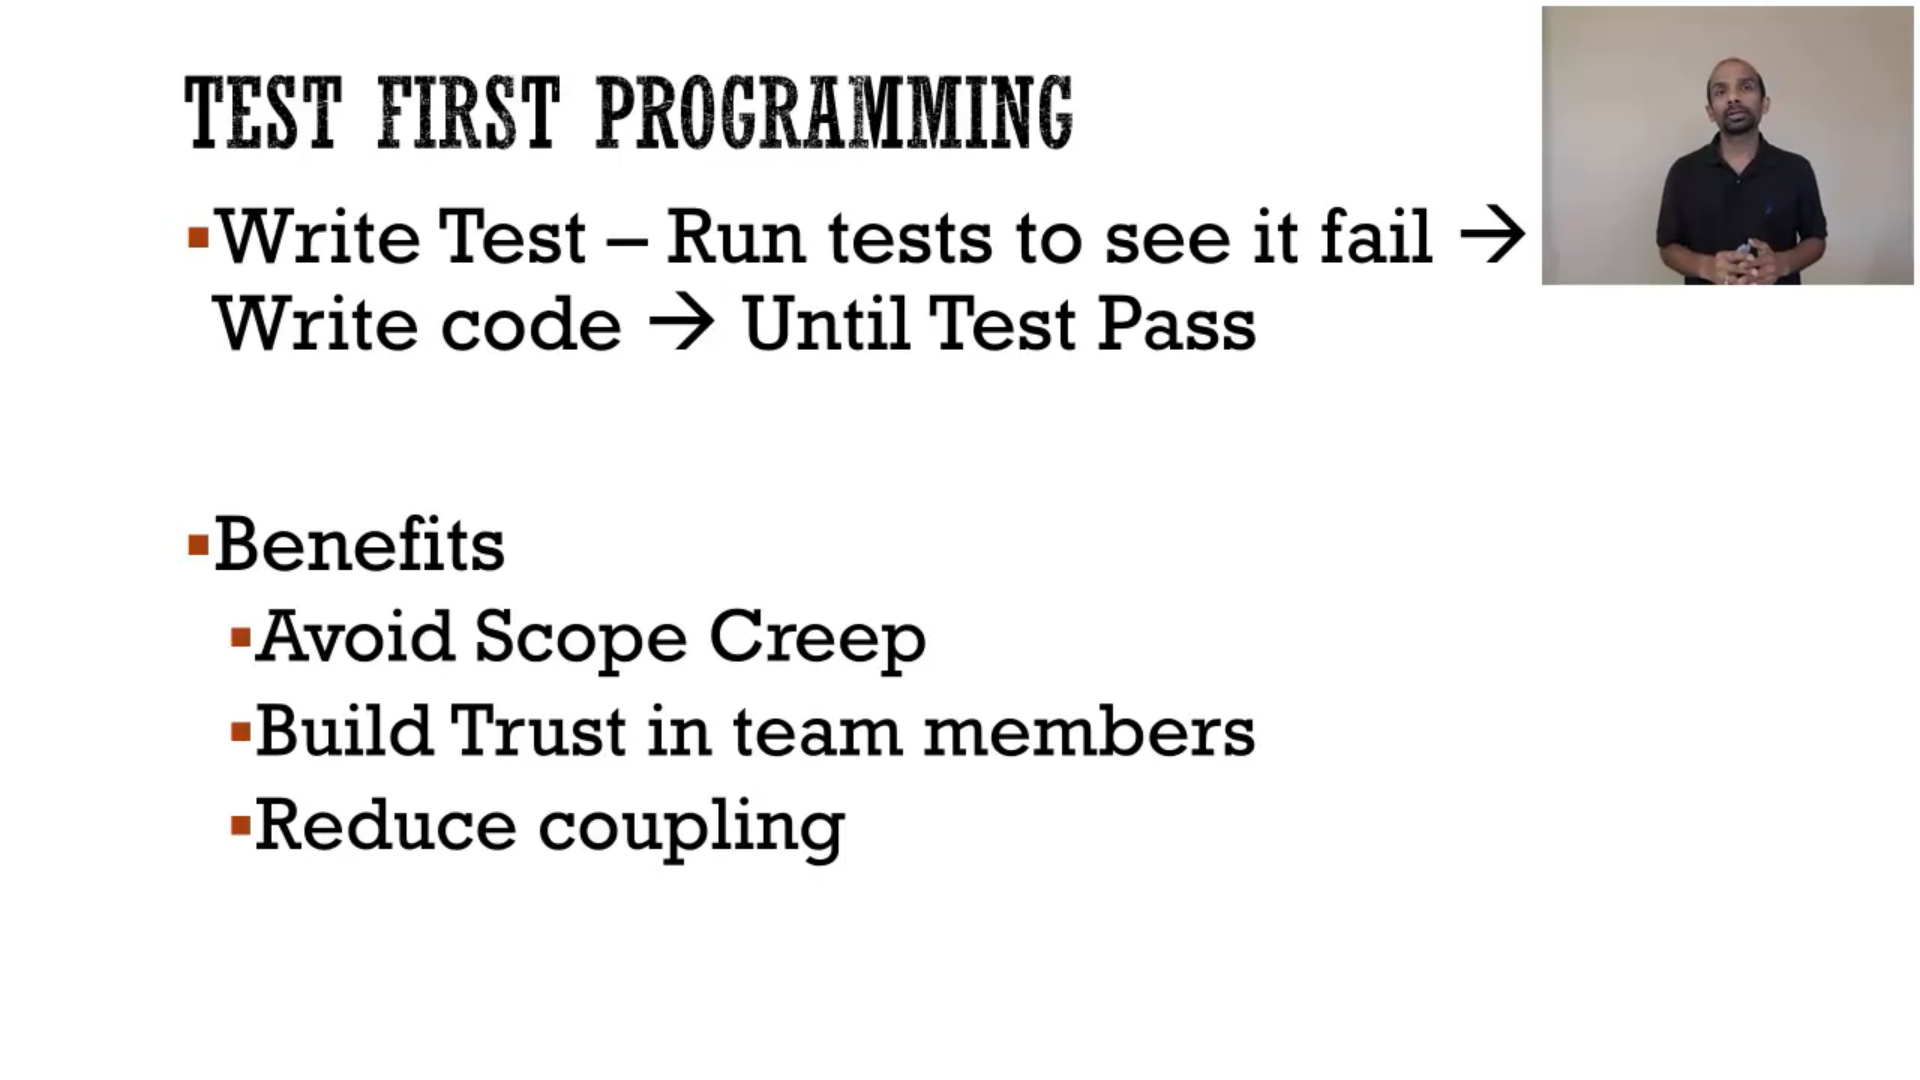 TEST FIRST PROGRAMMING
▪Write Test – Run tests to see it fail →
Write code → Until Test Pass
▪Benefits
▪Avoid Scope Creep
▪Build Trust in team members
▪Reduce coupling